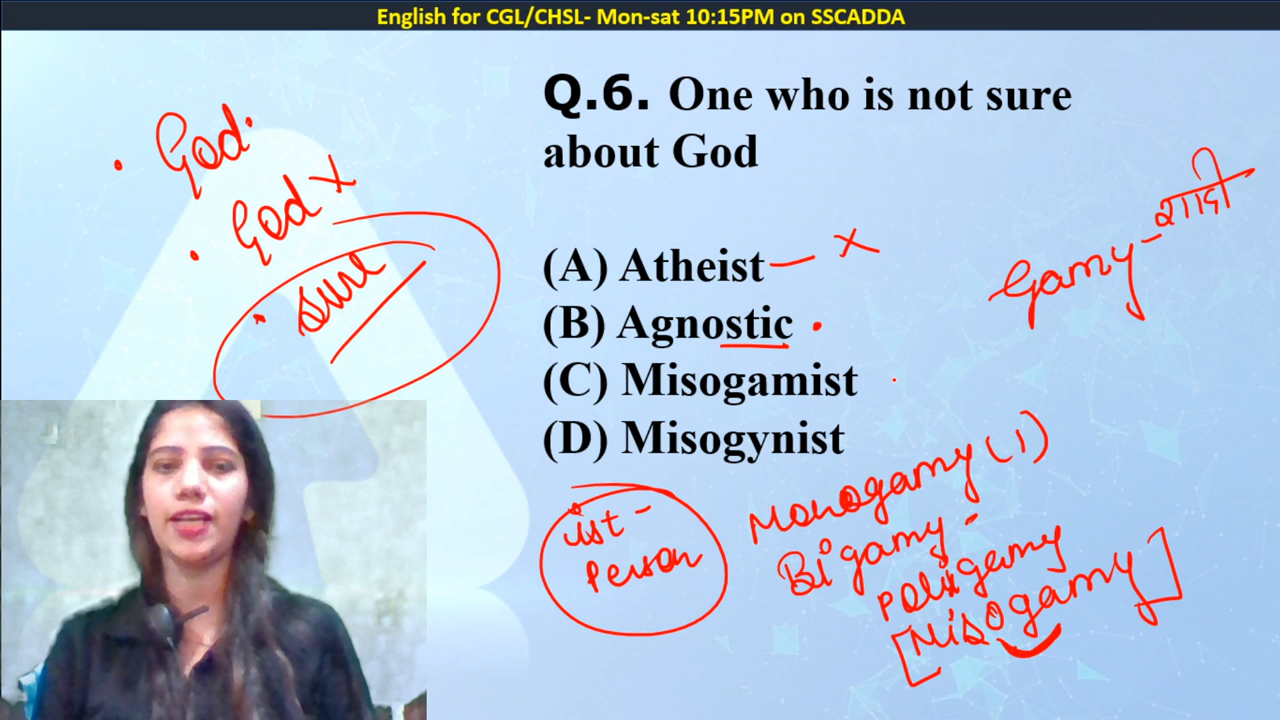 English for CGL/CHSL- Mon-sat 10:15PM on SSCADDA
Q.6. One who is not sure
about God
(A) Atheist – x
(B) Agnostic .
(C) Misogamist
(D) Misogynist
. God.
. God x
. sure
Gamy - शादी
ist -
Person
Monogamy (1)
Bigamy -
Polygamy
[Misogamy]